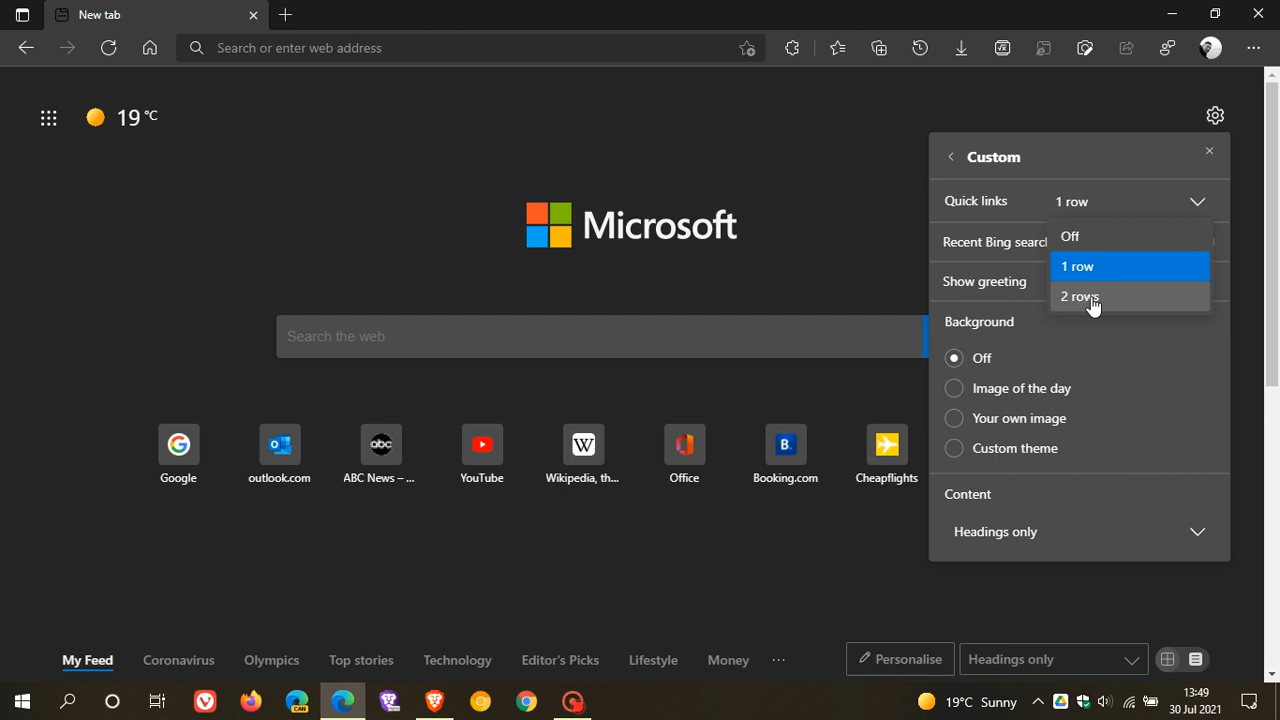 New tab
Search or enter web address
19 °C
Custom
Quick links 1 row
Off
Recent Bing search
1 row
Show greeting
2 rows
Microsoft
Background
Search the web
Off
Image of the day
Your own image
Custom theme
Google outlook.com abc ABC News – ... YouTube W Wikipedia, th... Office B. Booking.com Cheapflights
Content
Headings only
My Feed Coronavirus Olympics Top stories Technology Editor's Picks Lifestyle Money ... Personalise Headings only
CAN
19°C Sunny
13:49
30 Jul 2021